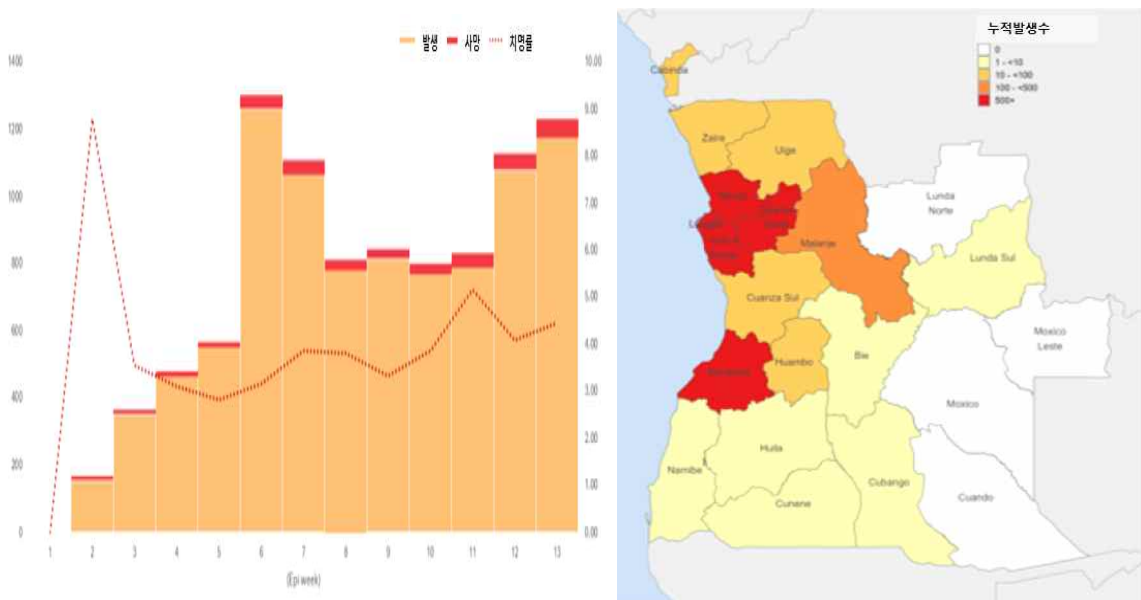 발생 사망 치명률
1400
1200
1000
800
600
400
200
0
10.00
9.00
8.00
7.00
6.00
5.00
4.00
3.00
2.00
1.00
0.00
1 2 3 4 5 6 7 8 9 10 11 12 13
(Epi week)
누적발생수
0
1 - <10
10 - <100
100 - <500
500+
Cabinda
Zaire
Uige
Lunda
Norte
Malanje
Lunda Sul
Cuanza Sul
Moxico
Leste
Bie
Huambo
Moxico
Huila
Namibe
Cubango
Cuando
Cunene